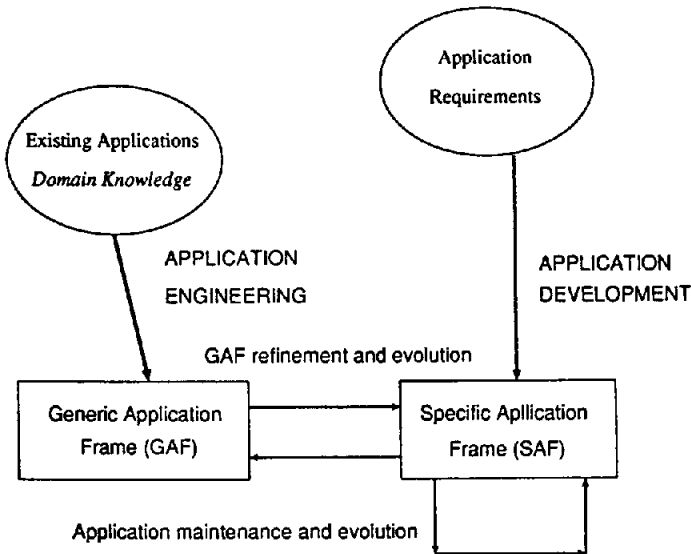 Application
Requirements
Existing Applications
Domain Knowledge
APPLICATION
ENGINEERING
APPLICATION
DEVELOPMENT
GAF refinement and evolution
Generic Application
Frame (GAF)
Specific Apllication
Frame (SAF)
Application maintenance and evolution